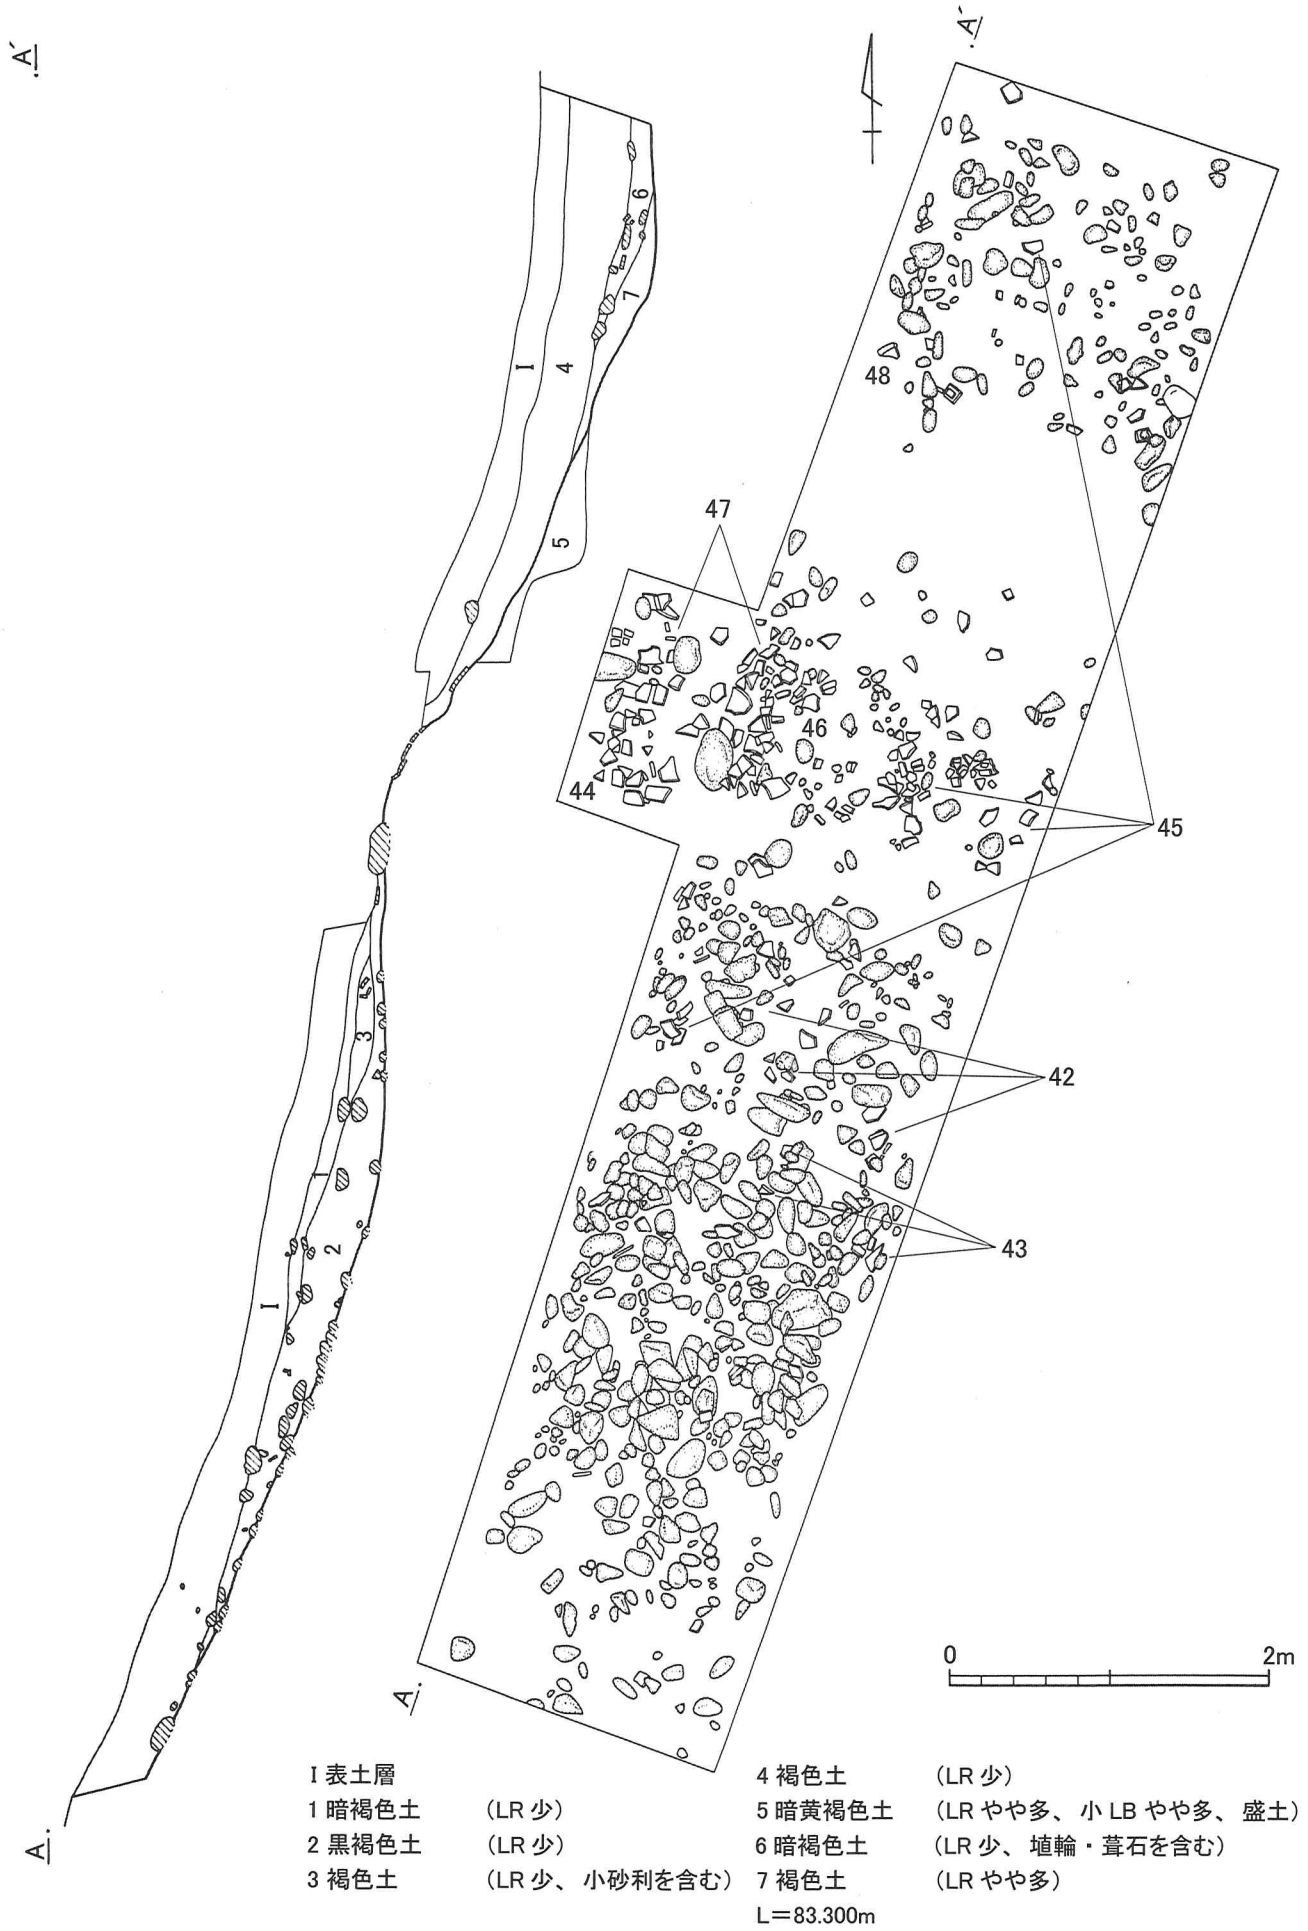 A´
A´
I
4
6
7
5
48
47
46
44
45
3
1
2
I
42
43
A
A
0 2m
I 表土層
1 暗褐色土 (LR 少)
2 黒褐色土 (LR 少)
3 褐色土 (LR 少、小砂利を含む)
4 褐色土 (LR 少)
5 暗黄褐色土 (LR やや多、小 LB やや多、盛土)
6 暗褐色土 (LR 少、埴輪・葺石を含む)
7 褐色土 (LR やや多)
L＝83.300m